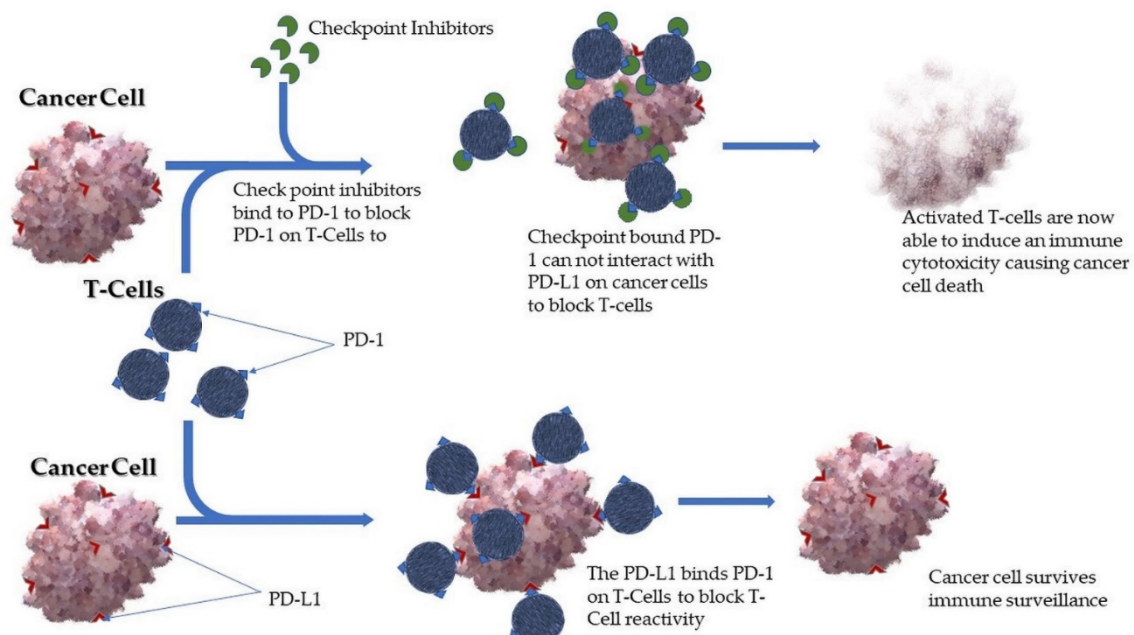 Checkpoint Inhibitors
Cancer Cell
Check point inhibitors
bind to PD-1 to block
PD-1 on T-Cells to
Checkpoint bound PD-
1 can not interact with
PD-L1 on cancer cells
to block T-cells
Activated T-cells are now
able to induce an immune
cytotoxicity causing cancer
cell death
T-Cells
PD-1
Cancer Cell
PD-L1
The PD-L1 binds PD-1
on T-Cells to block T-
Cell reactivity
Cancer cell survives
immune surveillance